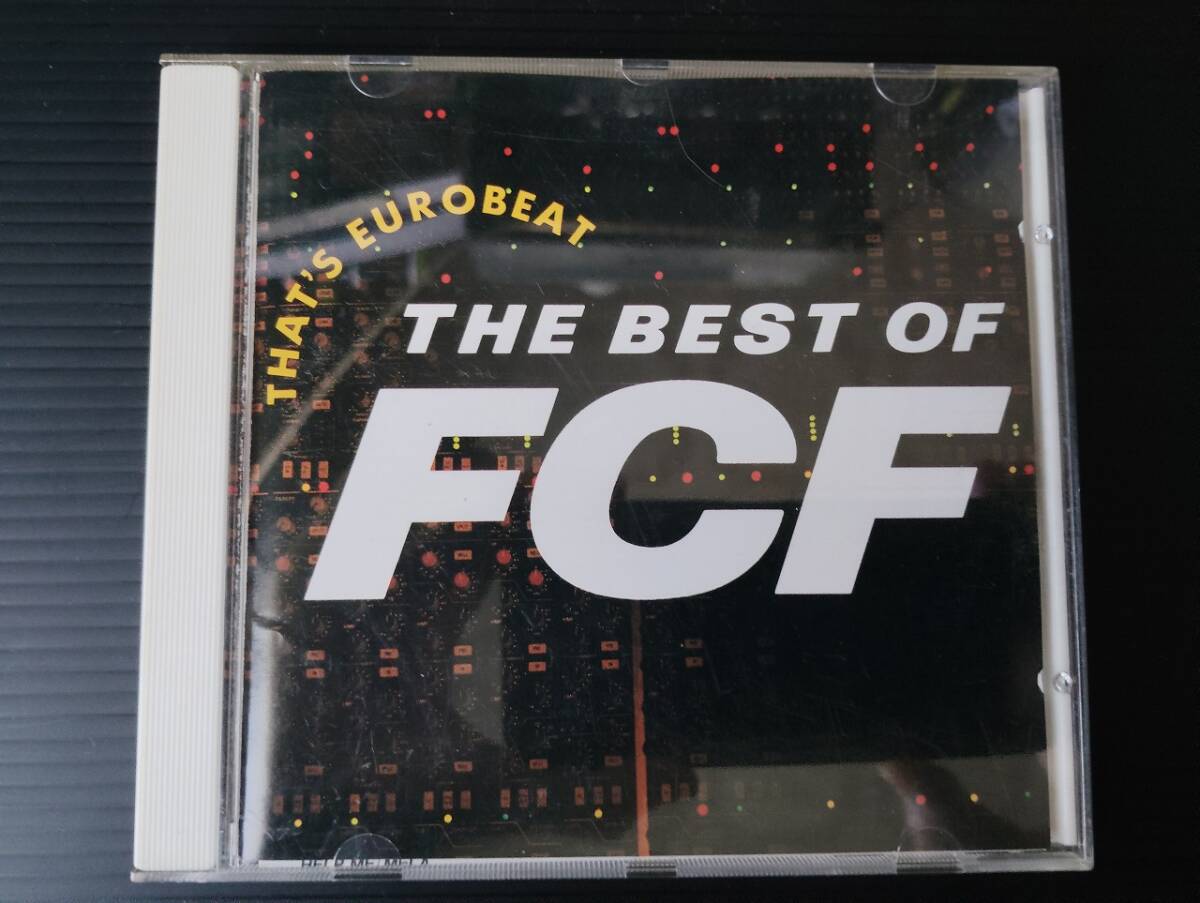 THAT'S EUROBEAT
THE BEST OF
FCF